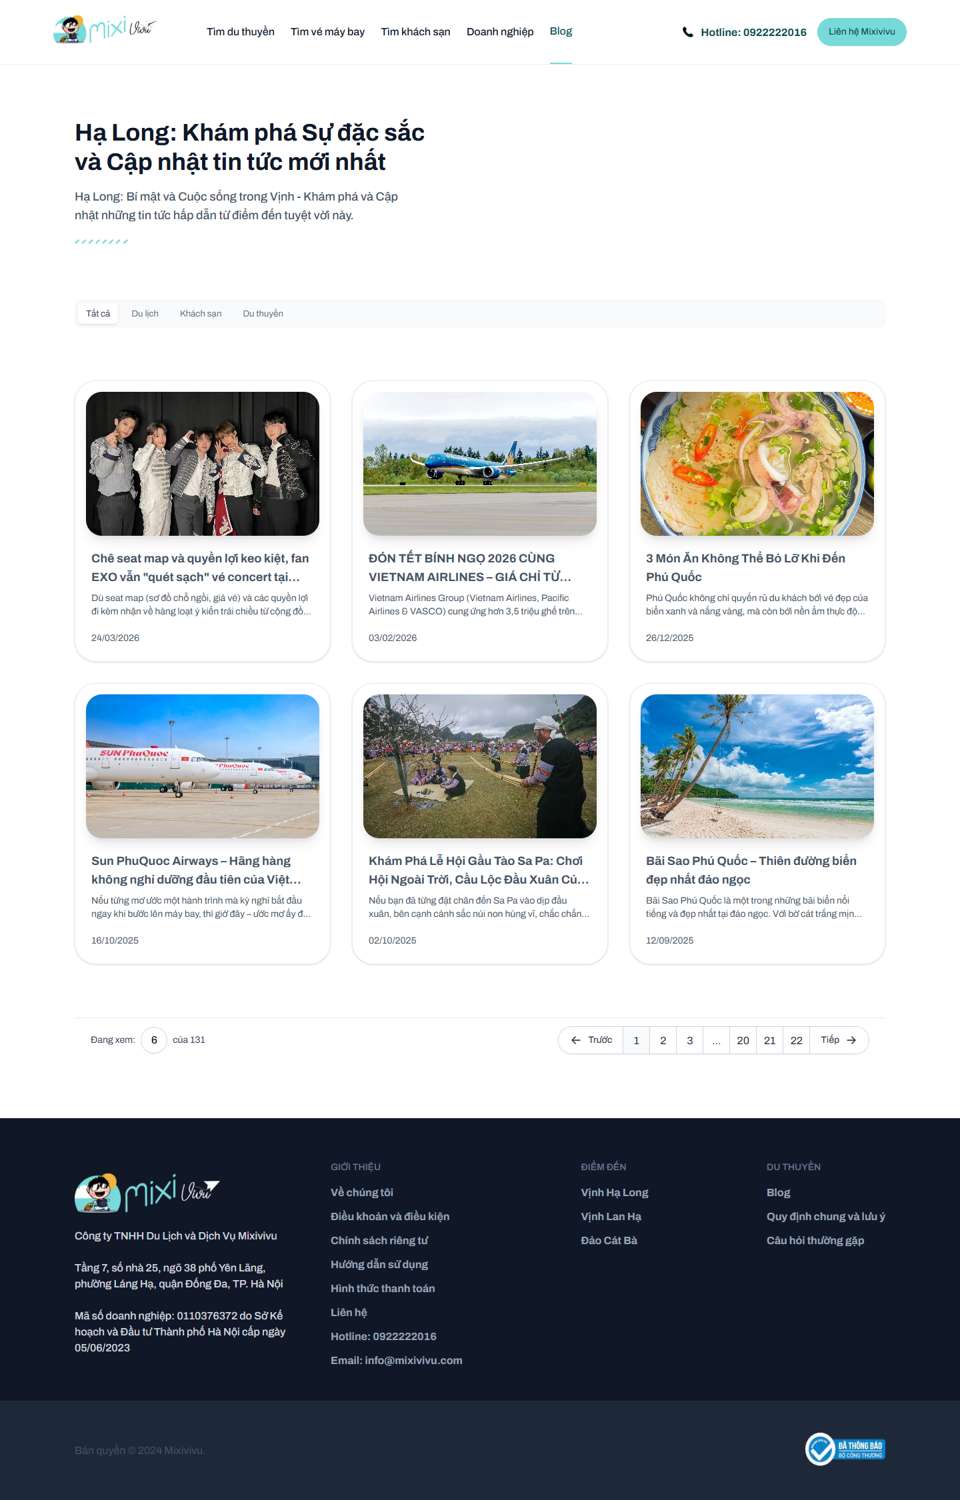 mixi Vivu
Tìm du thuyền
Tìm vé máy bay
Tìm khách sạn
Doanh nghiệp
Blog
Hotline: 0922222016
Liên hệ Mixivivu
Hạ Long: Khám phá Sự đặc sắc
và Cập nhật tin tức mới nhất
Hạ Long: Bí mật và Cuộc sống trong Vịnh - Khám phá và Cập
nhật những tin tức hấp dẫn từ điểm đến tuyệt vời này.
Tất cả
Du lịch
Khách sạn
Du thuyền
Chê seat map và quyền lợi keo kiệt, fan
EXO vẫn "quét sạch" vé concert tại...
Dù seat map (sơ đồ chỗ ngồi, giá vé) và các quyền lợi
đi kèm nhận về hàng loạt ý kiến trái chiều từ cộng đồ...
24/03/2026
ĐÓN TẾT BÍNH NGỌ 2026 CÙNG
VIETNAM AIRLINES – GIÁ CHỈ TỪ...
Vietnam Airlines Group (Vietnam Airlines, Pacific
Airlines & VASCO) cung ứng hơn 3,5 triệu ghế trên...
03/02/2026
3 Món Ăn Không Thể Bỏ Lỡ Khi Đến
Phú Quốc
Phú Quốc không chỉ quyến rũ du khách bởi vẻ đẹp của
biển xanh và nắng vàng, mà còn bởi nền ẩm thực độ...
26/12/2025
SUN PhuQuoc
PhuQuoc
Sun PhuQuoc Airways – Hãng hàng
không nghỉ dưỡng đầu tiên của Việt...
Nếu từng mơ ước một hành trình mà kỳ nghỉ bắt đầu
ngay khi bước lên máy bay, thì giờ đây – ước mơ ấy đ...
16/10/2025
Khám Phá Lễ Hội Gầu Tào Sa Pa: Chơi
Hội Ngoài Trời, Cầu Lộc Đầu Xuân Cù...
Nếu bạn đã từng đặt chân đến Sa Pa vào dịp đầu
xuân, bên cạnh cảnh sắc núi non hùng vĩ, chắc chắn...
02/10/2025
Bãi Sao Phú Quốc – Thiên đường biển
đẹp nhất đảo ngọc
Bãi Sao Phú Quốc là một trong những bãi biển nổi
tiếng và đẹp nhất tại đảo ngọc. Với bờ cát trắng mịn...
12/09/2025
Đang xem: 6 của 131
Trước 1 2 3 ... 20 21 22 Tiếp
mixi Vivu
Công ty TNHH Du Lịch và Dịch Vụ Mixivivu
Tầng 7, số nhà 25, ngõ 38 phố Yên Lãng,
phường Láng Hạ, quận Đống Đa, TP. Hà Nội
Mã số doanh nghiệp: 0110376372 do Sở Kế
hoạch và Đầu tư Thành phố Hà Nội cấp ngày
05/06/2023
GIỚI THIỆU
Về chúng tôi
Điều khoản và điều kiện
Chính sách riêng tư
Hướng dẫn sử dụng
Hình thức thanh toán
Liên hệ
Hotline: 0922222016
Email: info@mixivivu.com
ĐIỂM ĐẾN
Vịnh Hạ Long
Vịnh Lan Hạ
Đảo Cát Bà
DU THUYỀN
Blog
Quy định chung và lưu ý
Câu hỏi thường gặp
Bản quyền © 2024 Mixivivu.
ĐÃ THÔNG BÁO
BỘ CÔNG THƯƠNG